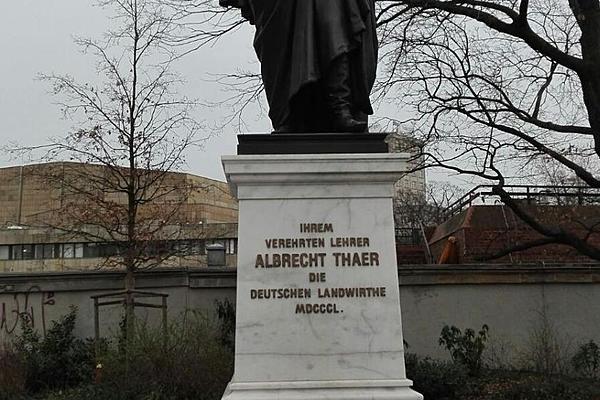 IHREM
VEREHRTEN LEHRER
ALBRECHT THAER
DIE
DEUTSCHEN LANDWIRTHE
MDCCCL.